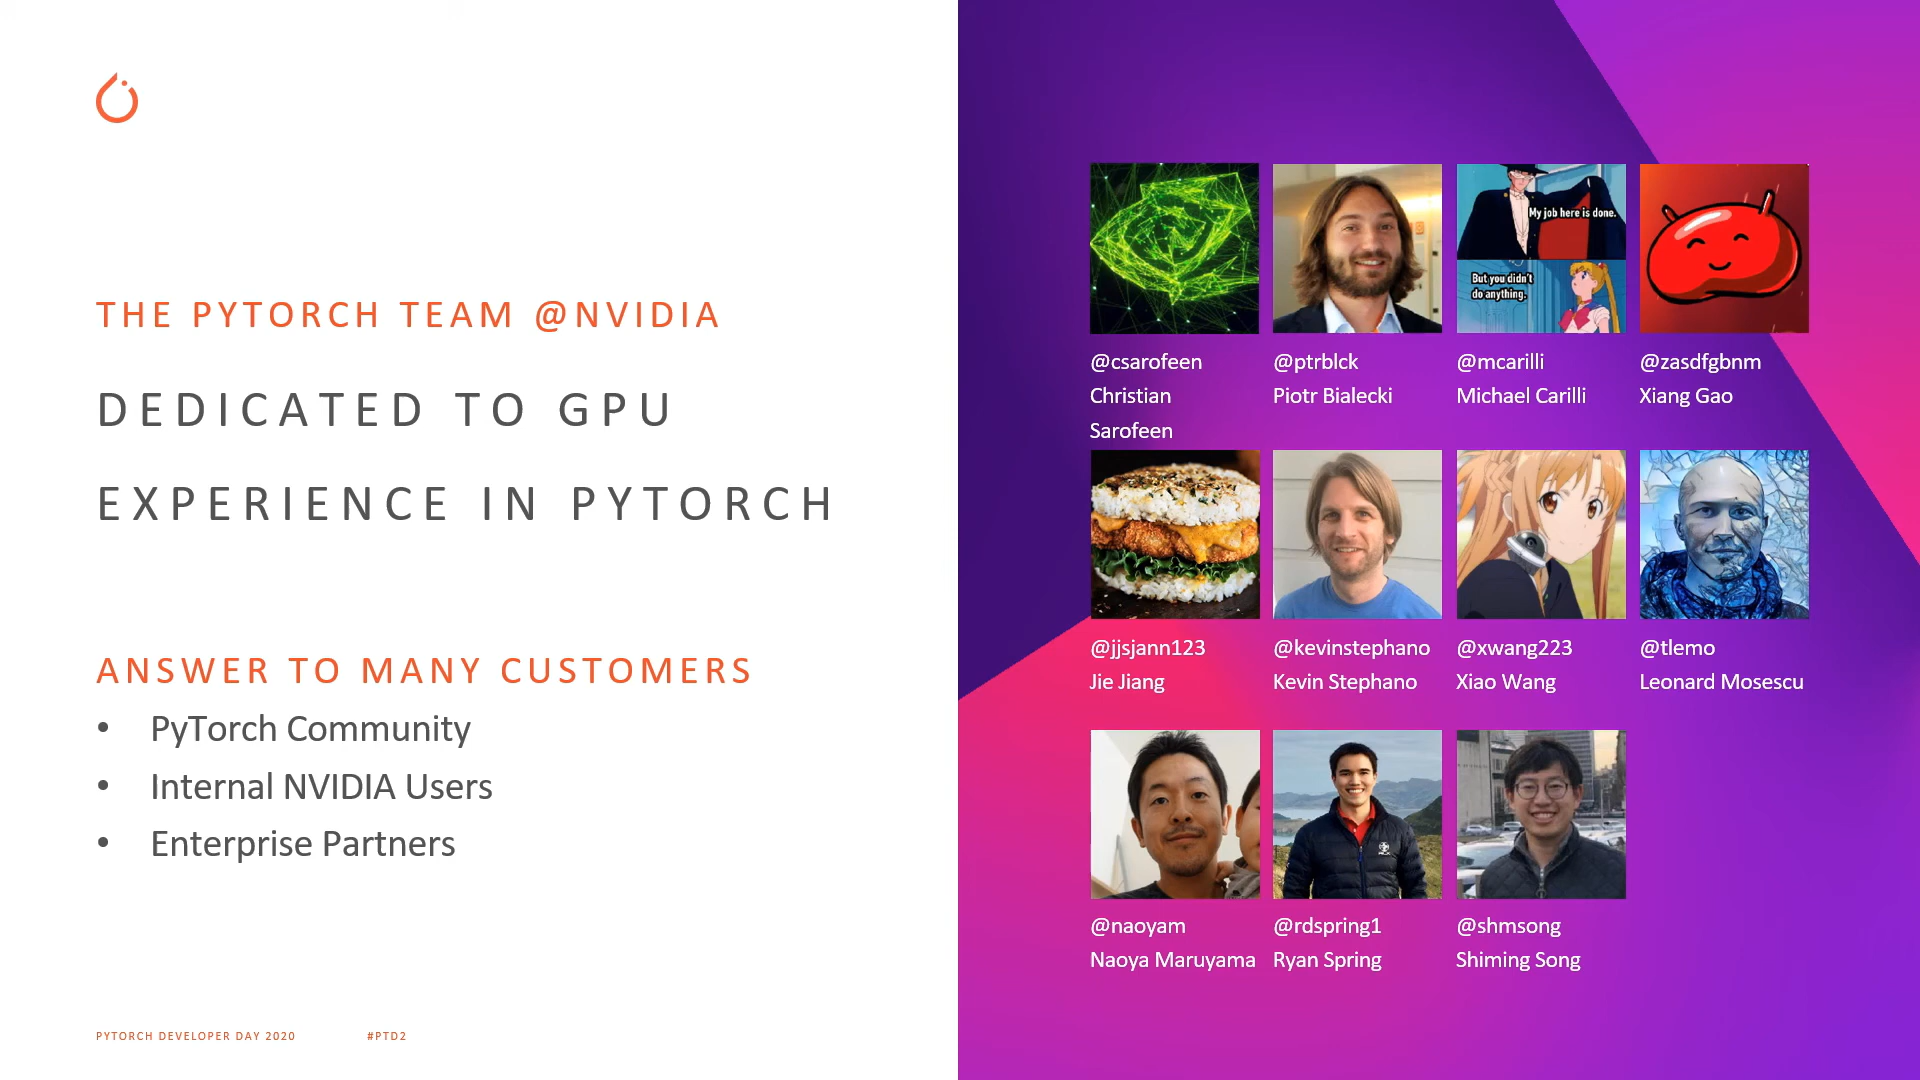 THE PYTORCH TEAM @NVIDIA
DEDICATED TO GPU
EXPERIENCE IN PYTORCH
ANSWER TO MANY CUSTOMERS
• PyTorch Community
• Internal NVIDIA Users
• Enterprise Partners
PYTORCH DEVELOPER DAY 2020 #PTD2
My job here is done.
But you didn't
do anything.
@csarofeen
Christian
Sarofeen
@ptrblck
Piotr Bialecki
@mcarilli
Michael Carilli
@zasdfgbnm
Xiang Gao
@jjsjann123
Jie Jiang
@kevinstephano
Kevin Stephano
@xwang223
Xiao Wang
@tlemo
Leonard Mosescu
@naoyam
Naoya Maruyama
@rdspring1
Ryan Spring
@shmsong
Shiming Song